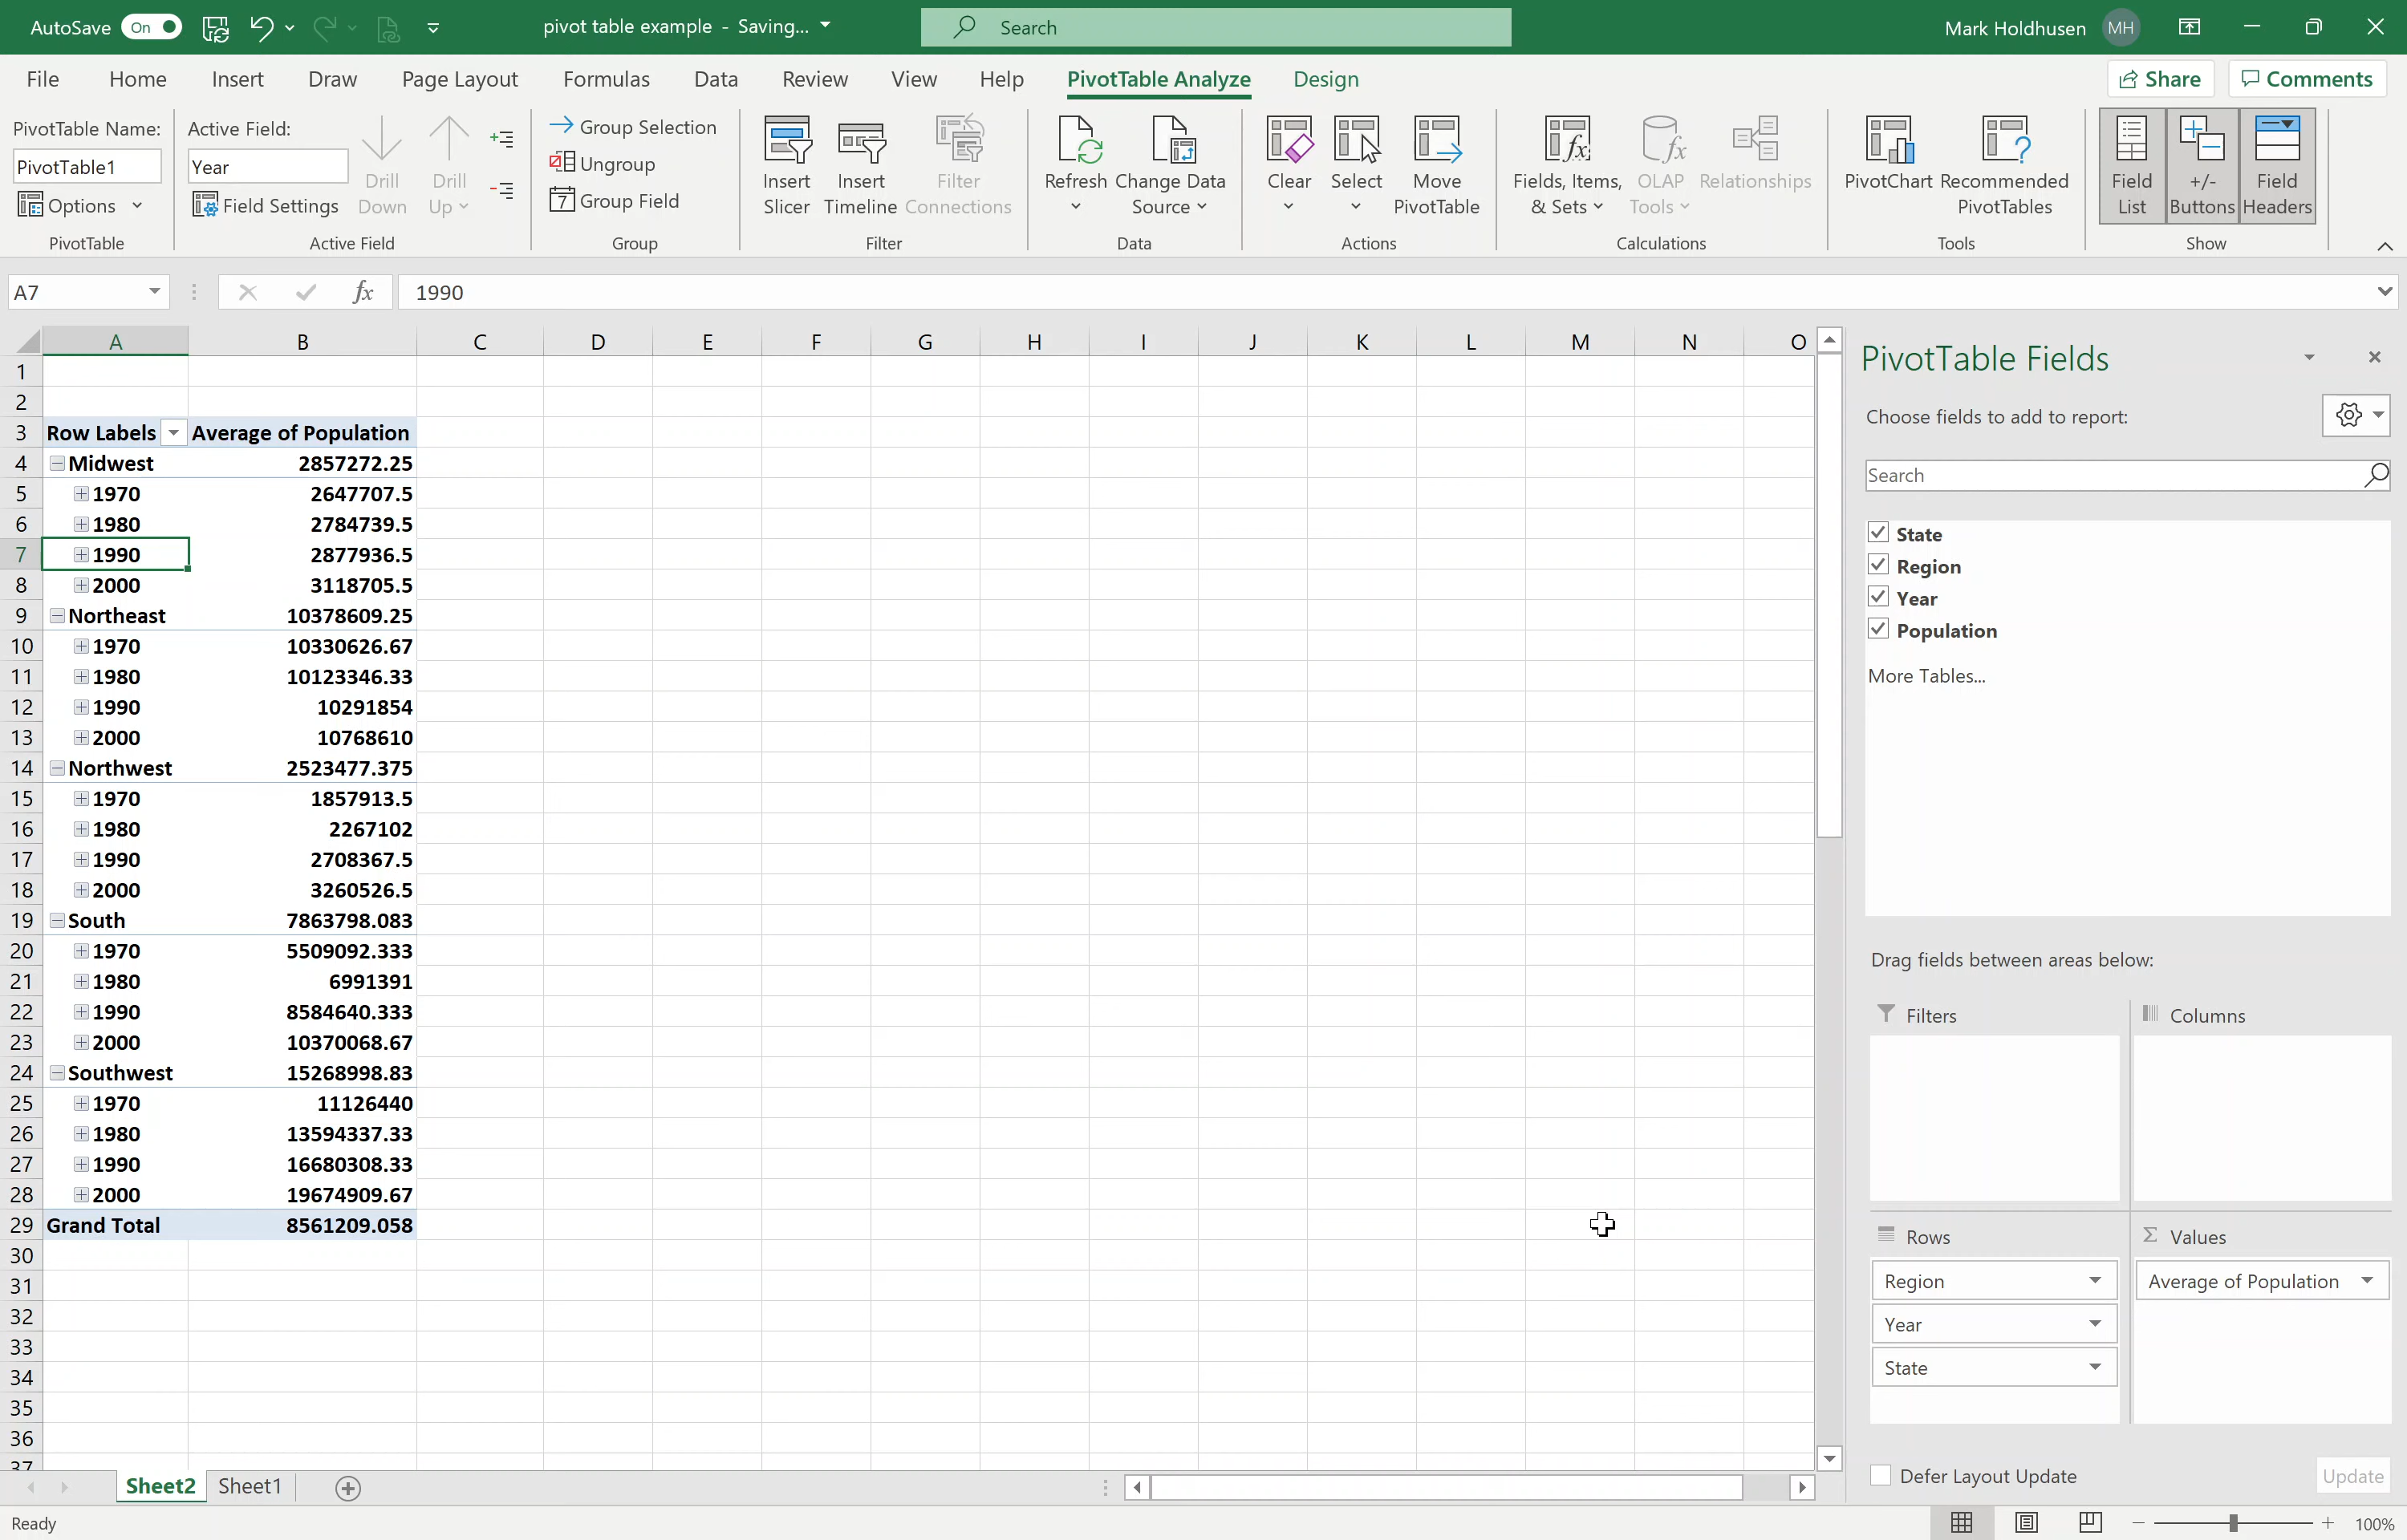 AutoSave On pivot table example - Saving... Search Mark Holdhusen MH
File Home Insert Draw Page Layout Formulas Data Review View Help PivotTable Analyze Design Share Comments
PivotTable Name:
PivotTable1
Options
PivotTable
Active Field:
Year
Field Settings
Drill
Down
Drill
Up
Active Field
Group Selection
Ungroup
7 Group Field
Group
Insert
Slicer
Insert
Timeline
Filter
Connections
Filter
Refresh
Change Data
Source
Data
Clear
Select
Move
PivotTable
Actions
Fields, Items,
& Sets
OLAP
Tools
Relationships
Calculations
PivotChart
Recommended
PivotTables
Tools
Field
List
+/-
Buttons
Field
Headers
Show
A7 fx 1990
A B C D E F G H I J K L M N O
1
2
3 Row Labels Average of Population
4 Midwest 2857272.25
5 1970 2647707.5
6 1980 2784739.5
7 1990 2877936.5
8 2000 3118705.5
9 Northeast 10378609.25
10 1970 10330626.67
11 1980 10123346.33
12 1990 10291854
13 2000 10768610
14 Northwest 2523477.375
15 1970 1857913.5
16 1980 2267102
17 1990 2708367.5
18 2000 3260526.5
19 South 7863798.083
20 1970 5509092.333
21 1980 6991391
22 1990 8584640.333
23 2000 10370068.67
24 Southwest 15268998.83
25 1970 11126440
26 1980 13594337.33
27 1990 16680308.33
28 2000 19674909.67
29 Grand Total 8561209.058
30
31
32
33
34
35
36
37
PivotTable Fields
Choose fields to add to report:
Search
State
Region
Year
Population
More Tables...
Drag fields between areas below:
Filters
Columns
Rows
Region
Year
State
Σ Values
Average of Population
Defer Layout Update Update
Sheet2 Sheet1
Ready 100%